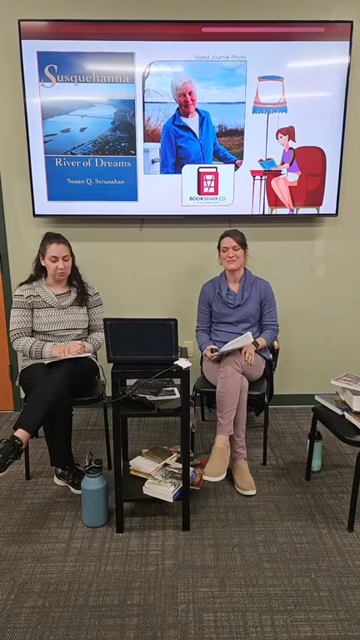 Island Journal Photo
Susquehanna
River of Dreams
Susan Q. Stranahan
BOOKMARKED